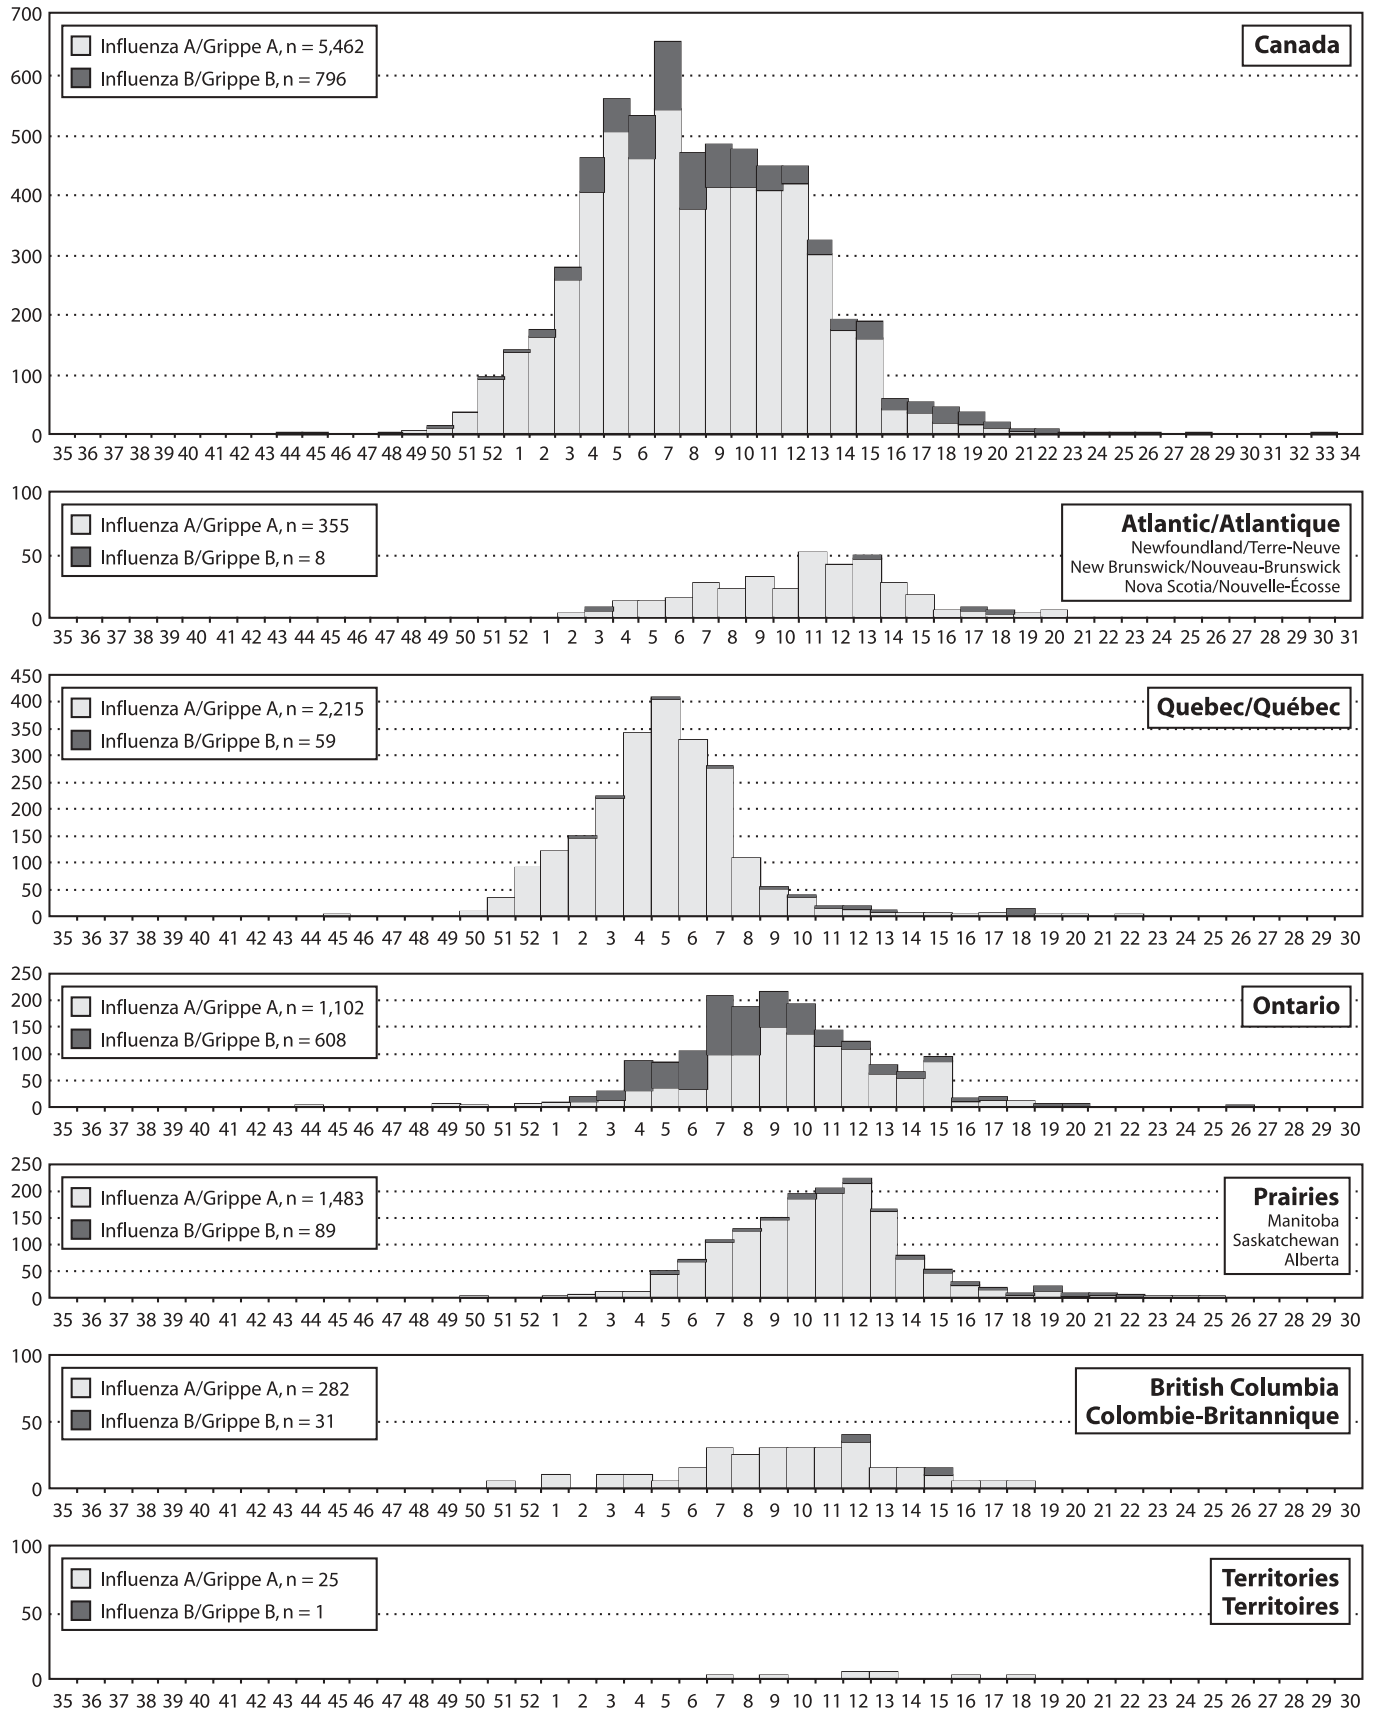 700
600
500
400
300
200
100
0
Influenza A/Grippe A, n = 5,462
Influenza B/Grippe B, n = 796
Canada
35 36 37 38 39 40 41 42 43 44 45 46 47 48 49 50 51 52 1 2 3 4 5 6 7 8 9 10 11 12 13 14 15 16 17 18 19 20 21 22 23 24 25 26 27 28 29 30 31 32 33 34
100
50
0
Influenza A/Grippe A, n = 355
Influenza B/Grippe B, n = 8
Atlantic/Atlantique
Newfoundland/Terre-Neuve
New Brunswick/Nouveau-Brunswick
Nova Scotia/Nouvelle-Écosse
35 36 37 38 39 40 41 42 43 44 45 46 47 48 49 50 51 52 1 2 3 4 5 6 7 8 9 10 11 12 13 14 15 16 17 18 19 20 21 22 23 24 25 26 27 28 29 30 31
450
400
350
300
250
200
150
100
50
0
Influenza A/Grippe A, n = 2,215
Influenza B/Grippe B, n = 59
Quebec/Québec
35 36 37 38 39 40 41 42 43 44 45 46 47 48 49 50 51 52 1 2 3 4 5 6 7 8 9 10 11 12 13 14 15 16 17 18 19 20 21 22 23 24 25 26 27 28 29 30
250
200
150
100
50
0
Influenza A/Grippe A, n = 1,102
Influenza B/Grippe B, n = 608
Ontario
35 36 37 38 39 40 41 42 43 44 45 46 47 48 49 50 51 52 1 2 3 4 5 6 7 8 9 10 11 12 13 14 15 16 17 18 19 20 21 22 23 24 25 26 27 28 29 30
250
200
150
100
50
0
Influenza A/Grippe A, n = 1,483
Influenza B/Grippe B, n = 89
Prairies
Manitoba
Saskatchewan
Alberta
35 36 37 38 39 40 41 42 43 44 45 46 47 48 49 50 51 52 1 2 3 4 5 6 7 8 9 10 11 12 13 14 15 16 17 18 19 20 21 22 23 24 25 26 27 28 29 30
100
50
0
Influenza A/Grippe A, n = 282
Influenza B/Grippe B, n = 31
British Columbia
Colombie-Britannique
35 36 37 38 39 40 41 42 43 44 45 46 47 48 49 50 51 52 1 2 3 4 5 6 7 8 9 10 11 12 13 14 15 16 17 18 19 20 21 22 23 24 25 26 27 28 29 30
100
50
0
Influenza A/Grippe A, n = 25
Influenza B/Grippe B, n = 1
Territories
Territoires
35 36 37 38 39 40 41 42 43 44 45 46 47 48 49 50 51 52 1 2 3 4 5 6 7 8 9 10 11 12 13 14 15 16 17 18 19 20 21 22 23 24 25 26 27 28 29 30